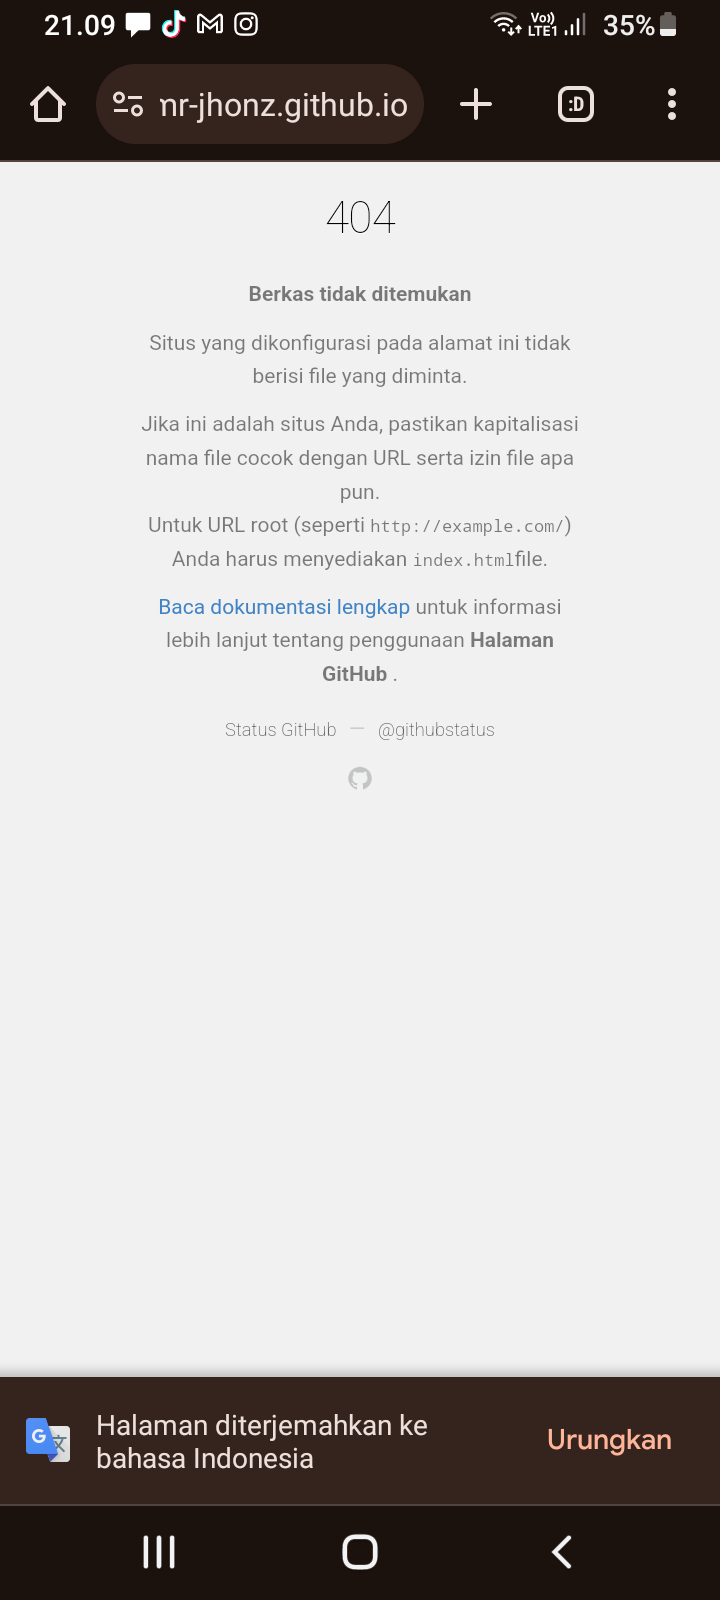 21.09
Vo))
LTE1
35%
mr-jhonz.github.io
:D
404
Berkas tidak ditemukan
Situs yang dikonfigurasi pada alamat ini tidak
berisi file yang diminta.
Jika ini adalah situs Anda, pastikan kapitalisasi
nama file cocok dengan URL serta izin file apa
pun.
Untuk URL root (seperti http://example.com/)
Anda harus menyediakan index.htmlfile.
Baca dokumentasi lengkap untuk informasi
lebih lanjut tentang penggunaan Halaman
GitHub .
Status GitHub — @githubstatus
G 文
Halaman diterjemahkan ke
bahasa Indonesia
Urungkan